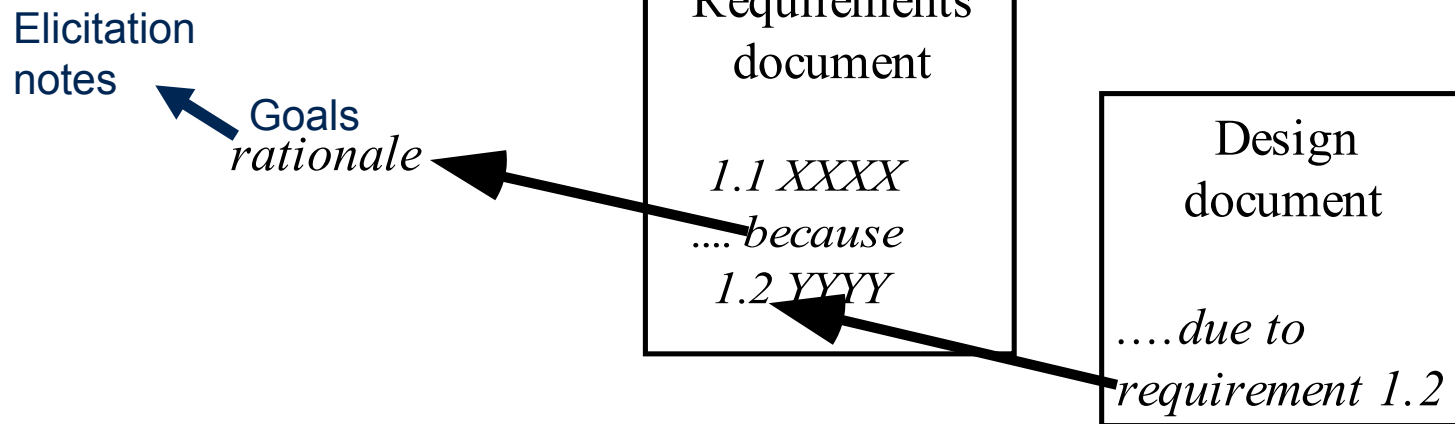 Elicitation
notes
Goals
rationale
Requirements
document
1.1 XXXX
.... because
1.2 YYYY
Design
document
....due to
requirement 1.2